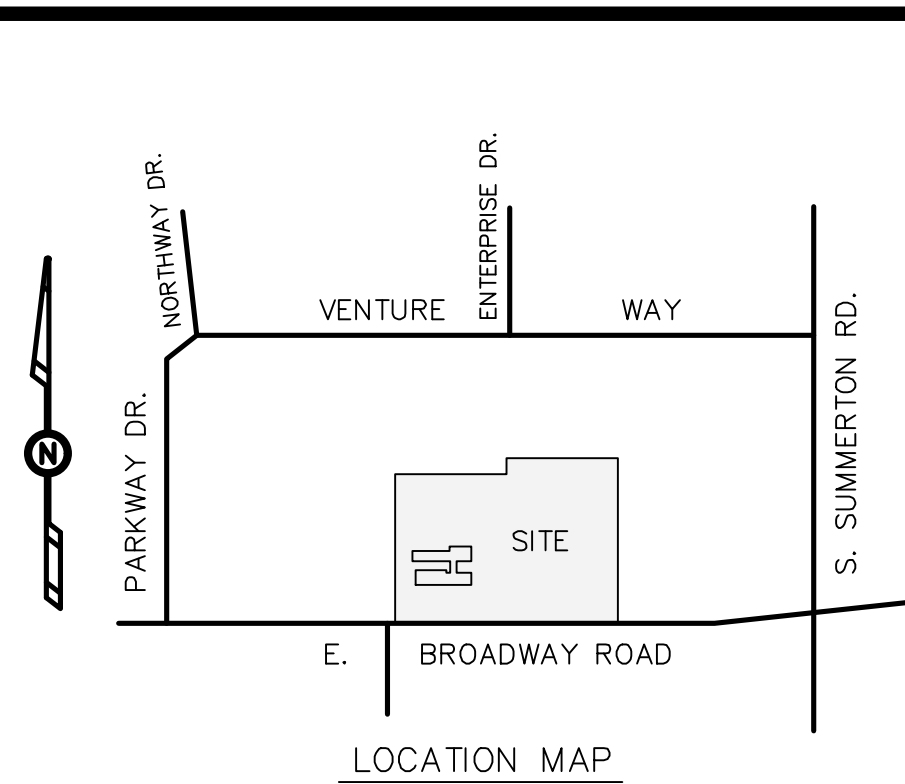 NORTHWAY DR.
ENTERPRISE DR.
VENTURE WAY
S. SUMMERTON RD.
PARKWAY DR.
N
SITE
E. BROADWAY ROAD
LOCATION MAP